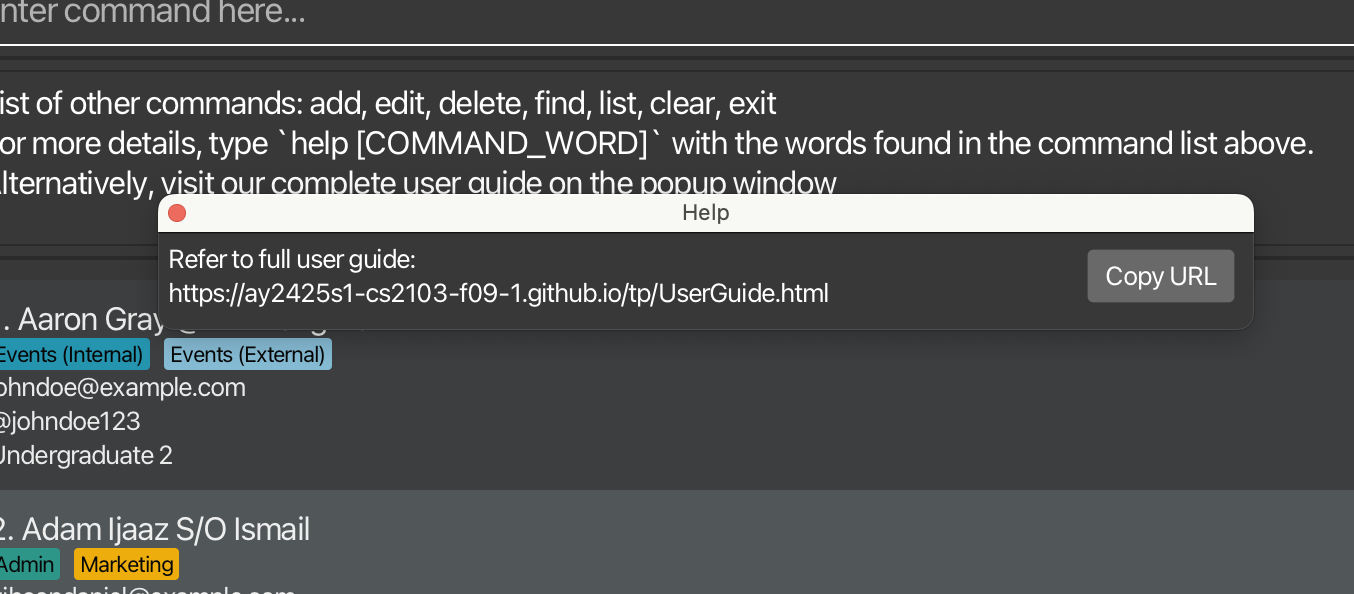 nter command here...
ist of other commands: add, edit, delete, find, list, clear, exit
or more details, type `help [COMMAND_WORD]` with the words found in the command list above.
lternatively, visit our complete user guide on the popup window
Help
Refer to full user guide:
Copy URL
https://ay2425s1-cs2103-f09-1.github.io/tp/UserGuide.html
. Aaron Gray
Events (Internal) Events (External)
ohndoe@example.com
@johndoe123
Undergraduate 2
2. Adam Ijaaz S/O Ismail
Admin Marketing